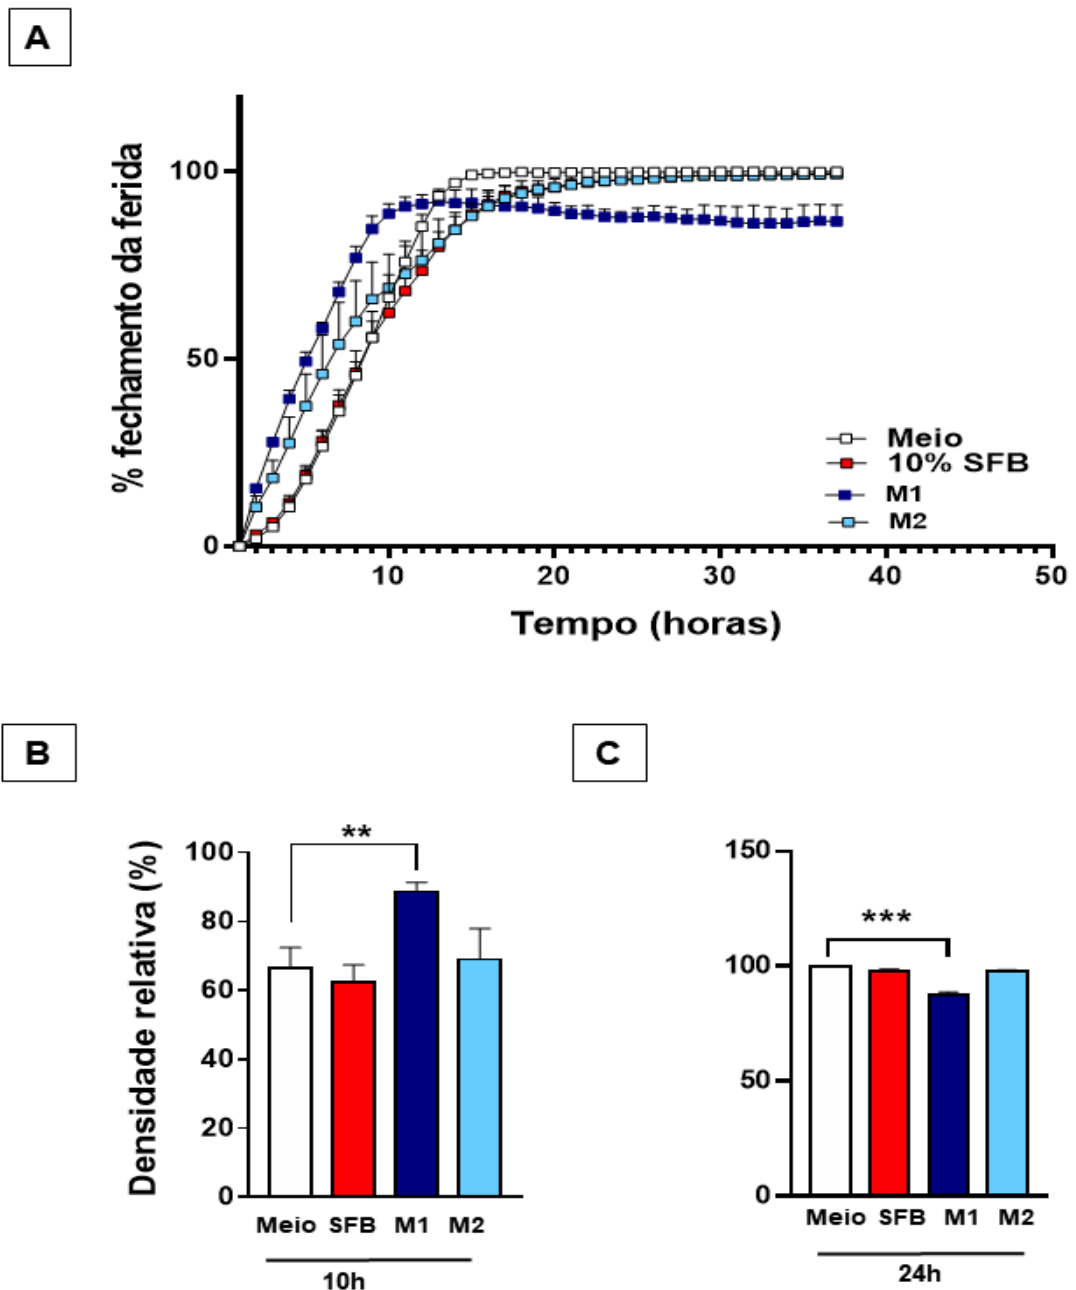 A
% fechamento da ferida
100
50
0
Meio
10% SFB
M1
M2
10 20 30 40 50
Tempo (horas)
B
Densidade relativa (%)
100
80
60
40
20
0
**
Meio SFB M1 M2
10h
C
150
100
50
0
***
Meio SFB M1 M2
24h